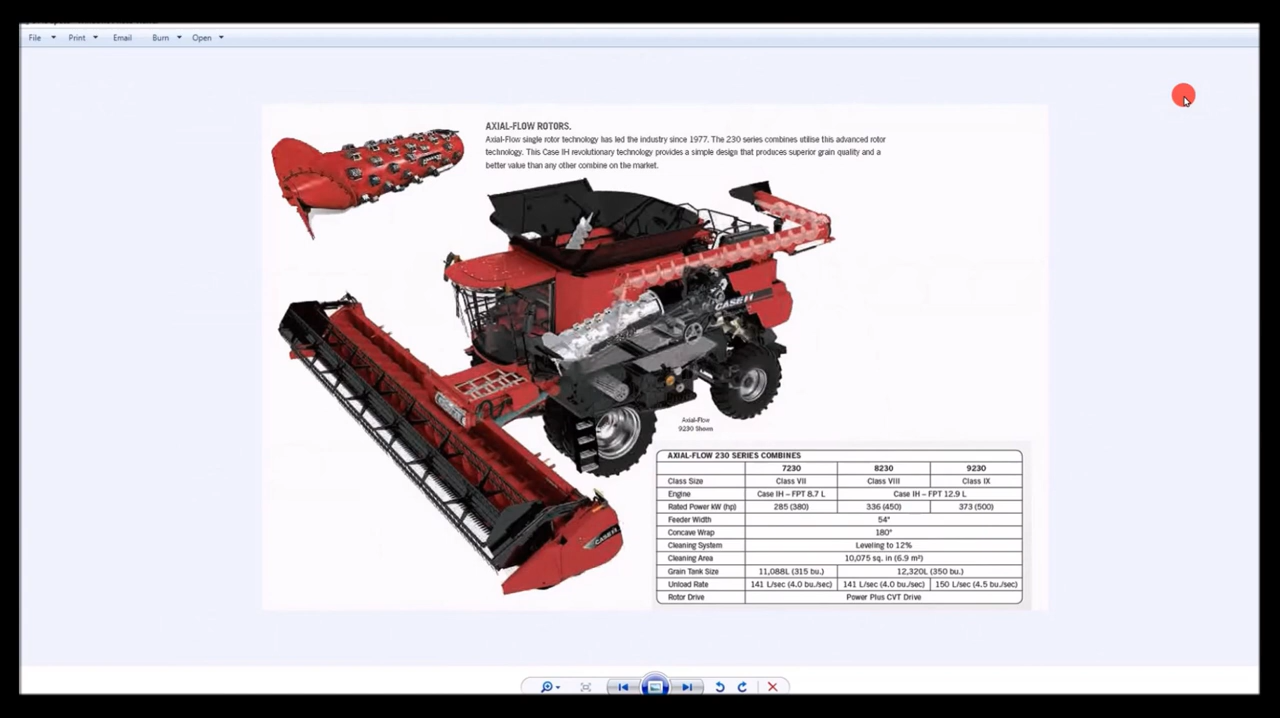 File Print Email Burn Open
AXIAL-FLOW ROTORS.
Axial-Flow single rotor technology has led the industry since 1977. The 230 series combines utilise this advanced rotor
technology. This Case IH revolutionary technology provides a simple design that produces superior grain quality and a
better value than any other combine on the market.
CASE IH
Axial-Flow
9230 Shown
CASE IH
AXIAL-FLOW 230 SERIES COMBINES
7230 8230 9230
Class Size Class VII Class VIII Class IX
Engine Case IH – FPT 8.7 L Case IH – FPT 12.9 L
Rated Power kW (hp) 285 (380) 336 (450) 373 (500)
Feeder Width 54"
Concave Wrap 180°
Cleaning System Leveling to 12%
Cleaning Area 10,075 sq. in (6.9 m²)
Grain Tank Size 11,088L (315 bu.) 12,320L (350 bu.)
Unload Rate 141 L/sec (4.0 bu./sec) 141 L/sec (4.0 bu./sec) 150 L/sec (4.5 bu./sec)
Rotor Drive Power Plus CVT Drive